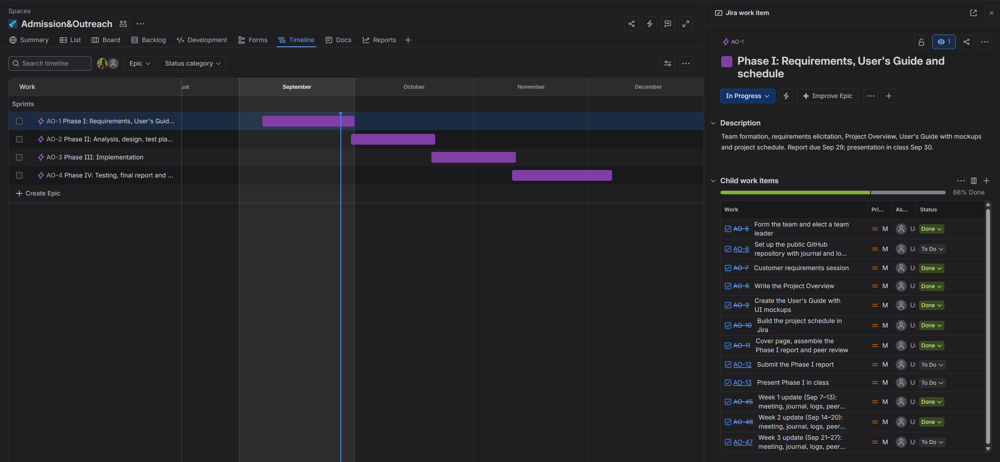 Spaces
Admission&Outreach
Summary List Board Backlog Development Forms Timeline Docs Reports
Search timeline Epic Status category
Work ust September October November December
Sprints
AO-1 Phase I: Requirements, User's Guid...
AO-2 Phase II: Analysis, design, test pla...
AO-3 Phase III: Implementation
AO-4 Phase IV: Testing, final report and ...
Create Epic
Jira work item
AO-1
1
Phase I: Requirements, User's Guide and
schedule
In Progress Improve Epic
Description
Team formation, requirements elicitation, Project Overview, User's Guide with mockups
and project schedule. Report due Sep 29; presentation in class Sep 30.
Child work items
66% Done
Work Pri... As... Status
AO-5 Form the team and elect a team
leader
M U Done
AO-6 Set up the public GitHub
repository with journal and lo...
M U To Do
AO-7 Customer requirements session M U Done
AO-8 Write the Project Overview M U Done
AO-9 Create the User's Guide with
UI mockups
M U Done
AO-10 Build the project schedule in
Jira
M U Done
AO-11 Cover page, assemble the
Phase I report and peer review
M U Done
AO-12 Submit the Phase I report M U To Do
AO-13 Present Phase I in class M U To Do
AO-45 Week 1 update (Sep 7–13):
meeting, journal, logs, peer...
M U Done
AO-46 Week 2 update (Sep 14–20):
meeting, journal, logs, peer...
M U Done
AO-47 Week 3 update (Sep 21–27):
meeting, journal, logs, peer...
M U To Do